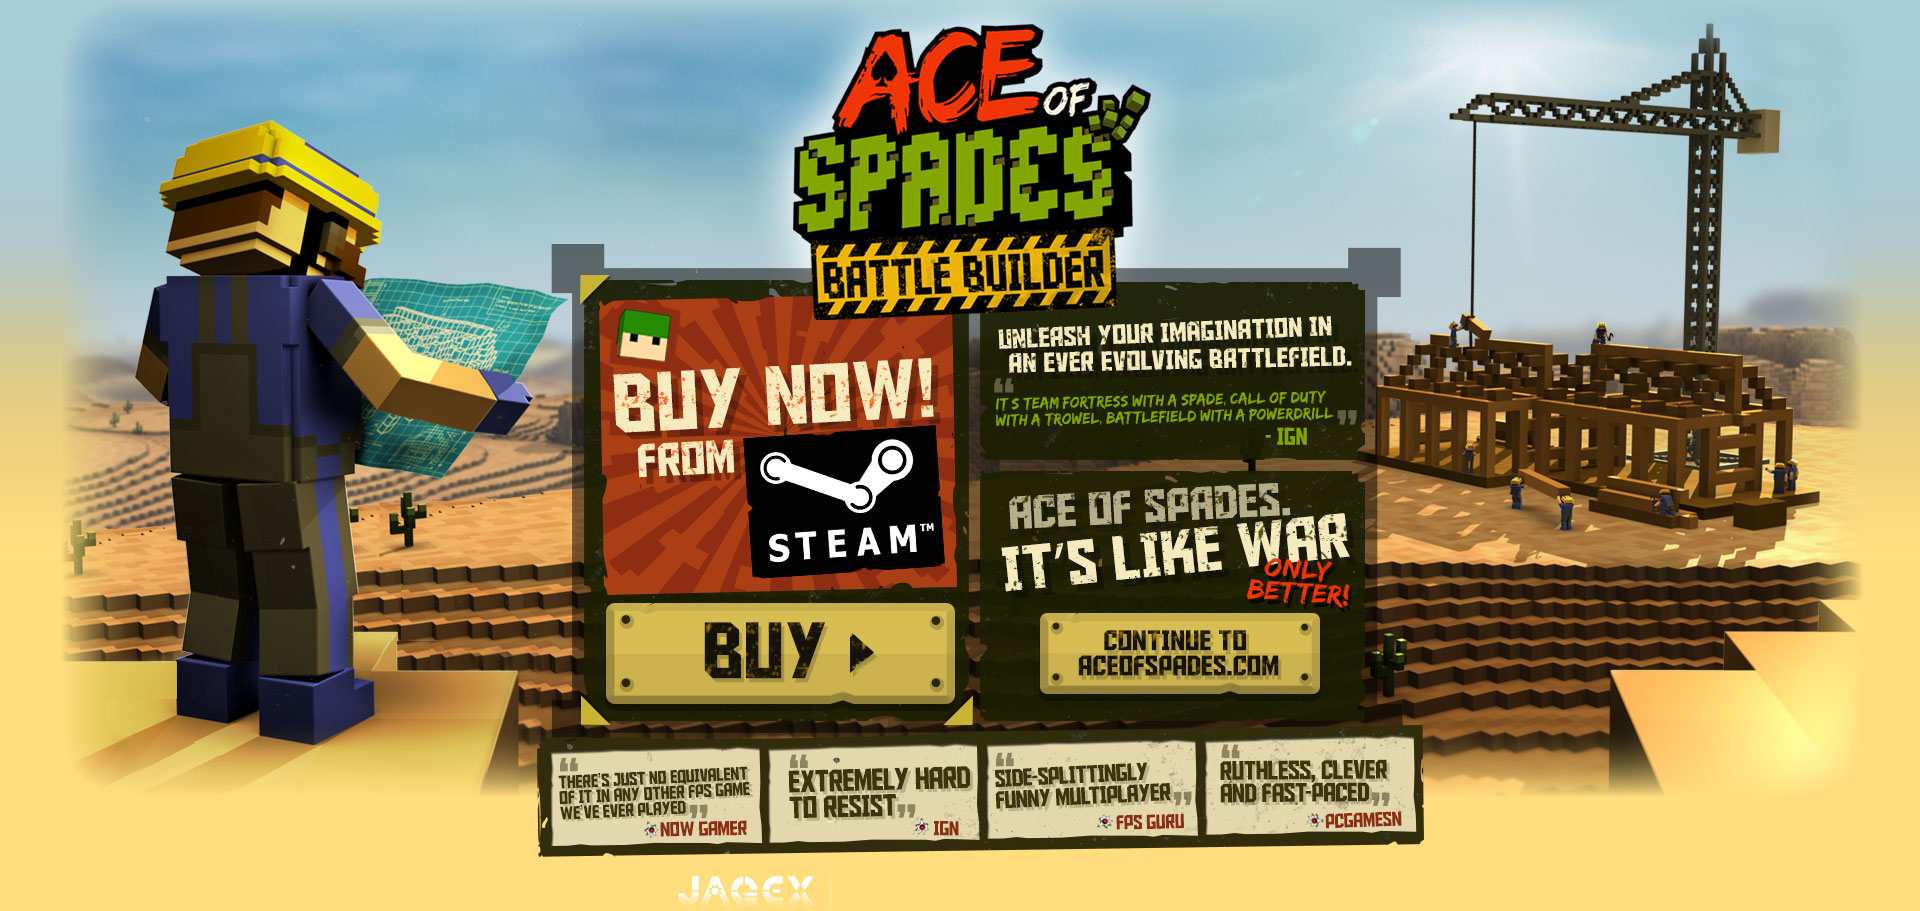 ACE OF
SPADES
BATTLE BUILDER
BUY NOW!
FROM
STEAM™
BUY
UNLEASH YOUR IMAGINATION IN
AN EVER EVOLVING BATTLEFIELD.
“IT S TEAM FORTRESS WITH A SPADE, CALL OF DUTY
WITH A TROWEL, BATTLEFIELD WITH A POWERDRILL”
- IGN
ACE OF SPADES.
IT'S LIKE WAR
ONLY
BETTER!
CONTINUE TO
ACEOFSPADES.COM
“THERE'S JUST NO EQUIVALENT
OF IT IN ANY OTHER FPS GAME
WE'VE EVER PLAYED”
NOW GAMER
“EXTREMELY HARD
TO RESIST”
IGN
“SIDE-SPLITTINGLY
FUNNY MULTIPLAYER”
FPS GURU
“RUTHLESS, CLEVER
AND FAST-PACED”
PCGAMESN
JAGEX